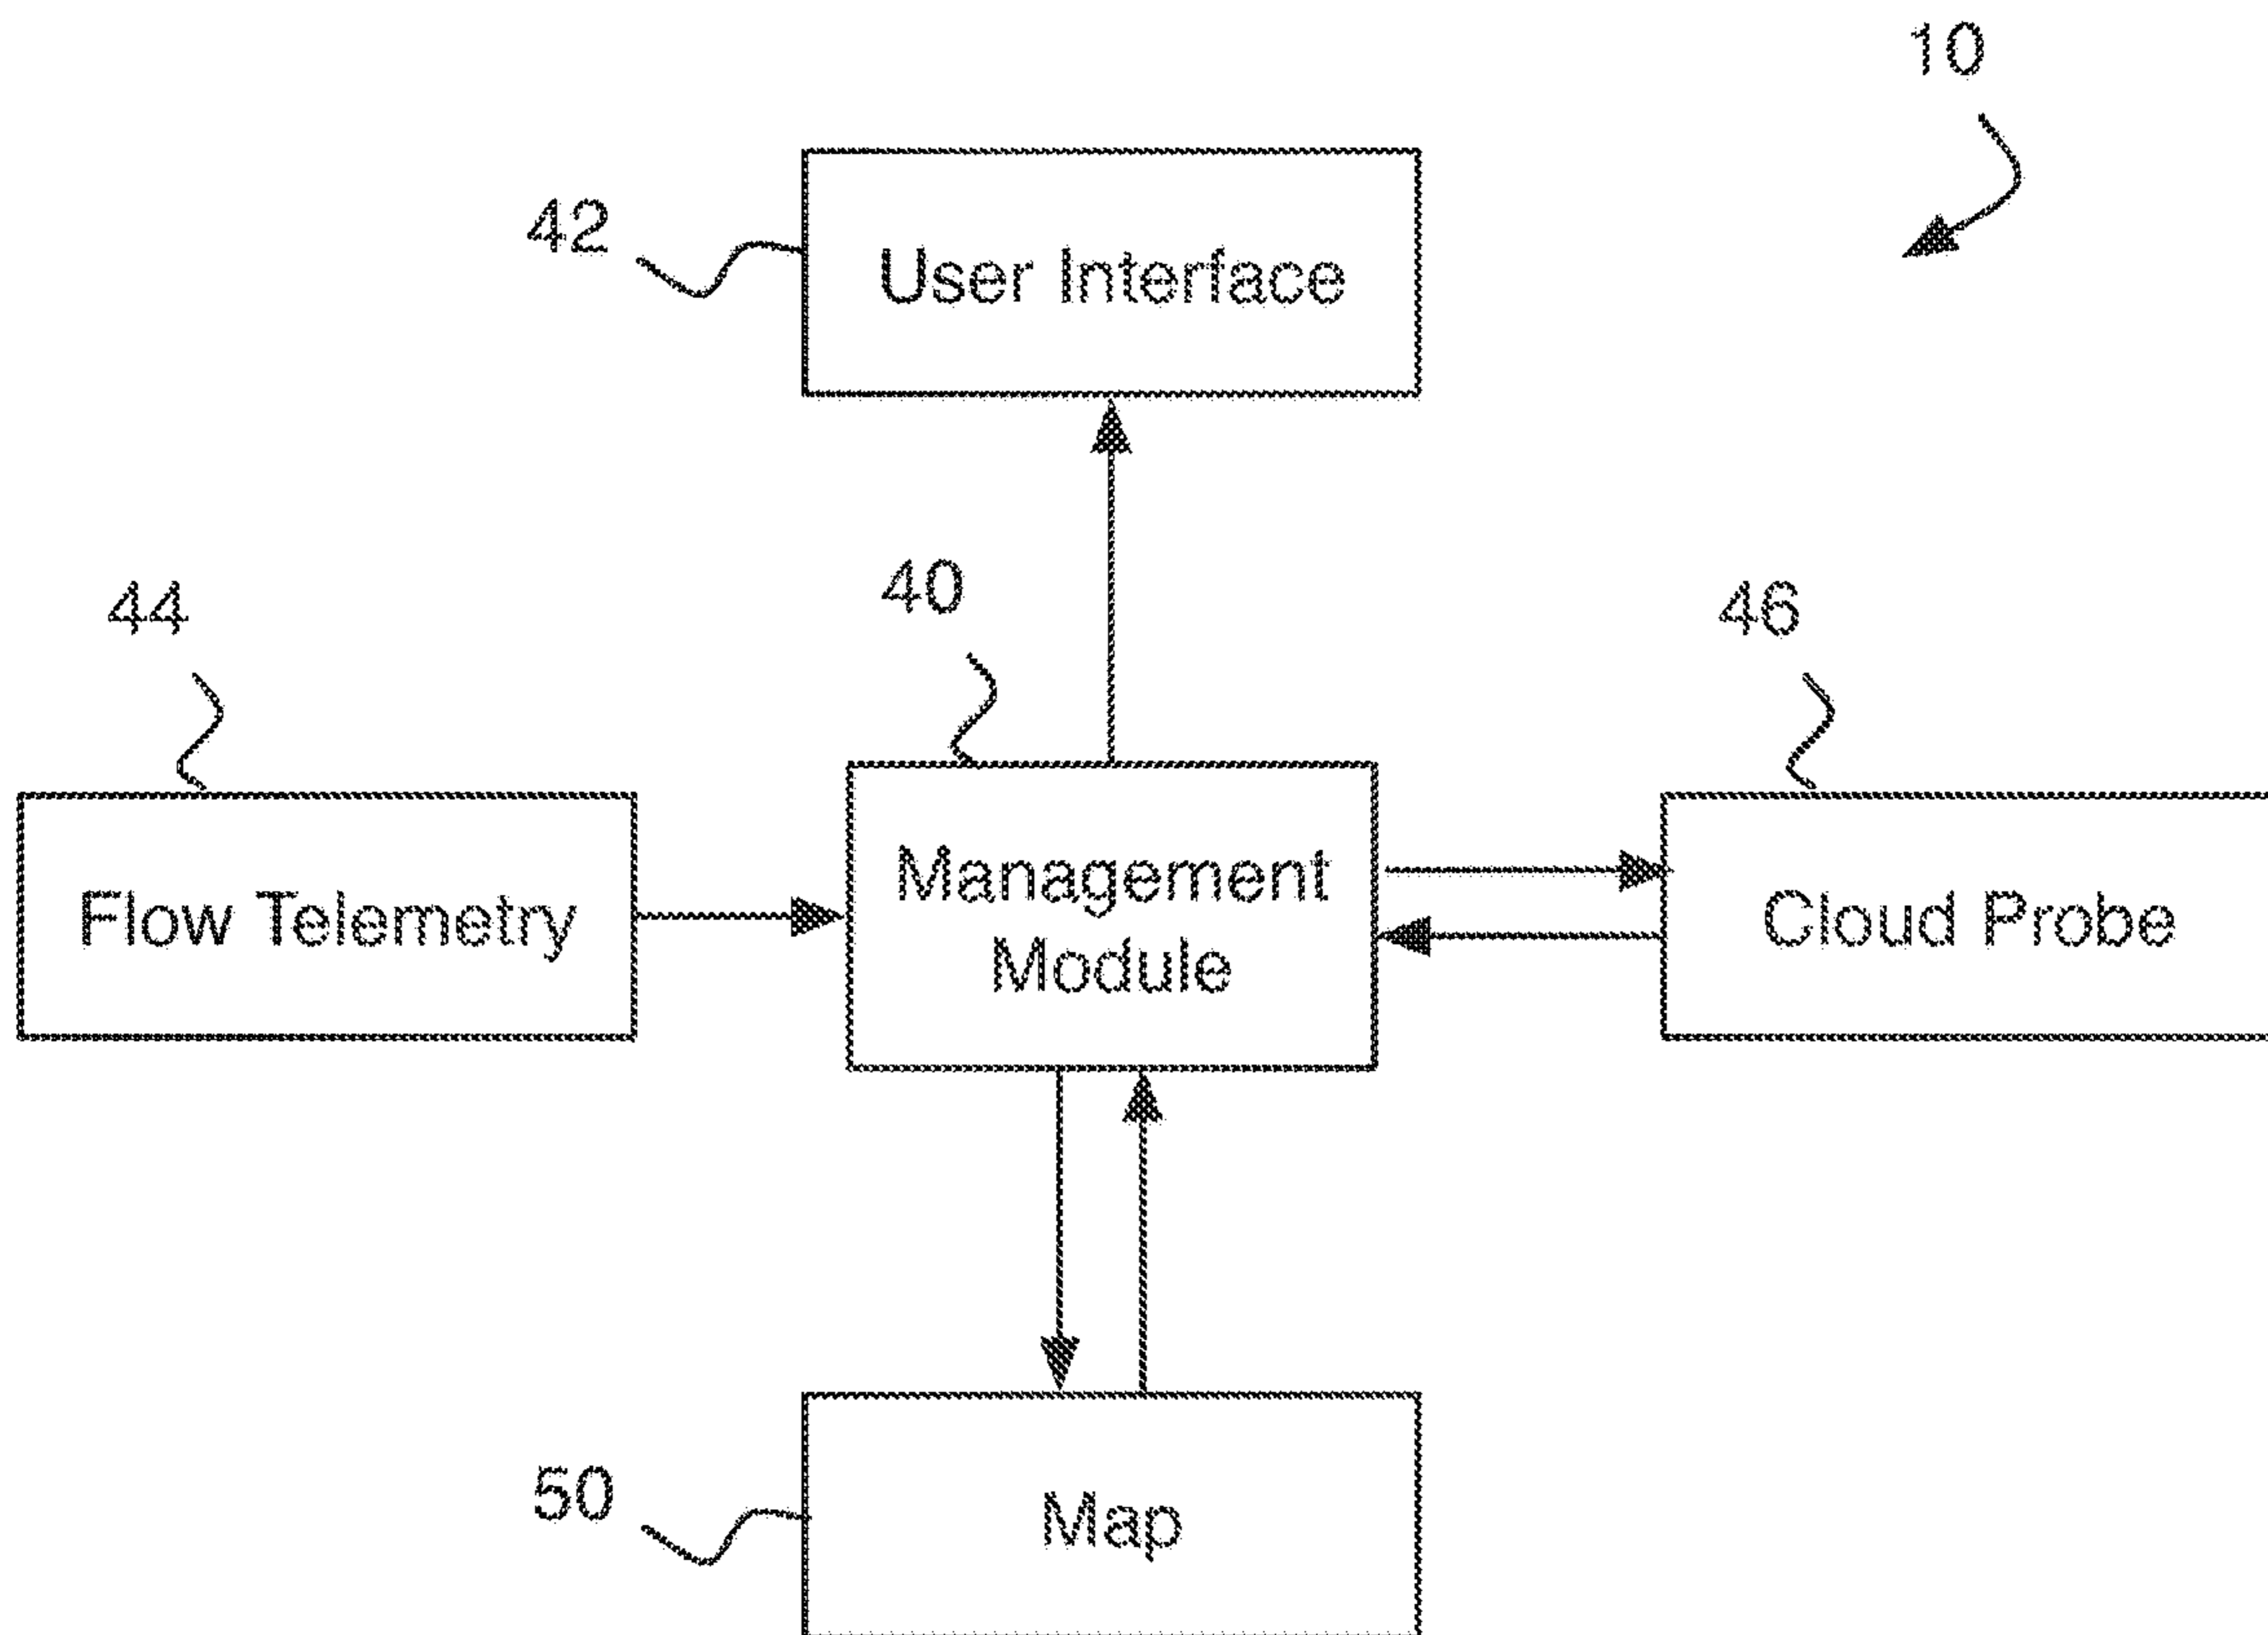 10
42
User Interface
44
40
46
Flow Telemetry
Management
Module
Cloud Probe
50
Map